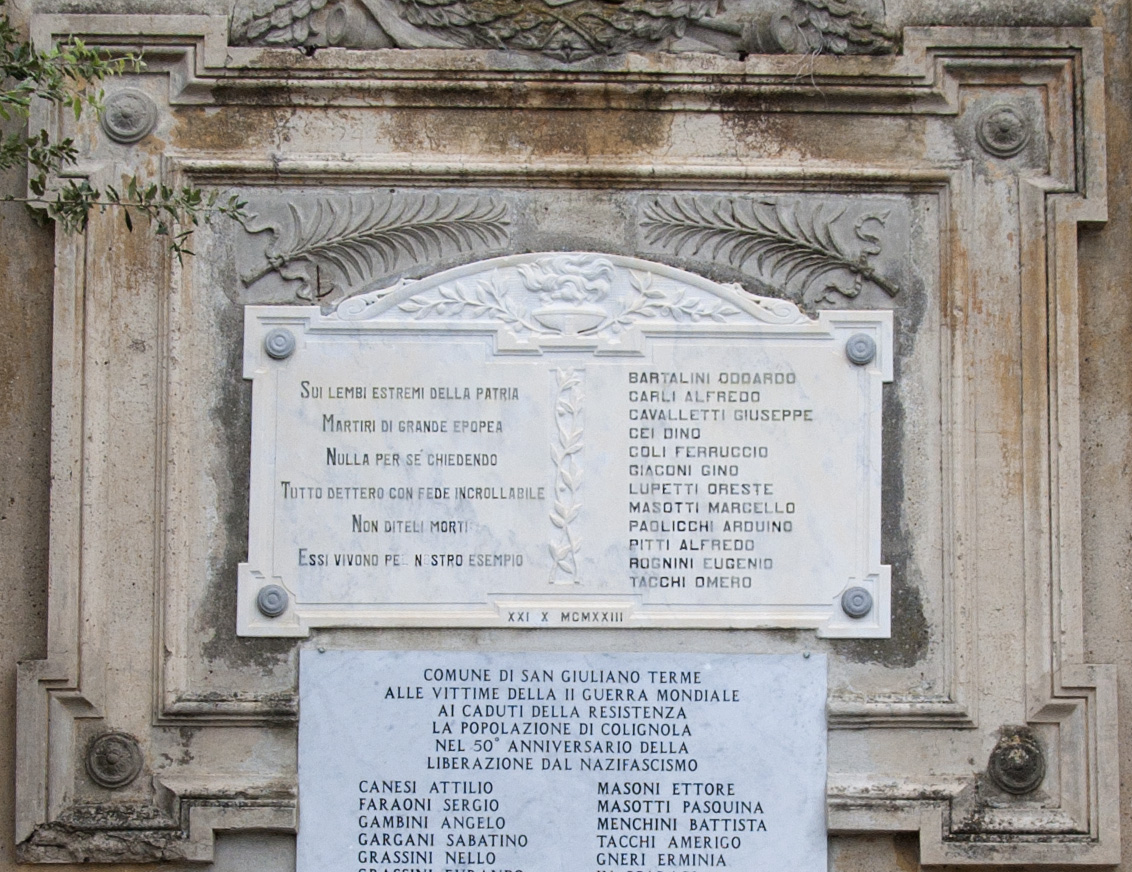 SUI LEMBI ESTREMI DELLA PATRIA
MARTIRI DI GRANDE EPOPEA
NULLA PER SE' CHIEDENDO
TUTTO DETTERO CON FEDE INCROLLABILE
NON DITELI MORTI
ESSI VIVONO PEL NOSTRO ESEMPIO
BARTALINI ODOARDO
CARLI ALFREDO
CAVALLETTI GIUSEPPE
CEI DINO
COLI FERRUCCIO
GIACONI GINO
LUPETTI ORESTE
MASOTTI MARCELLO
PAOLICCHI ARDUINO
PITTI ALFREDO
ROGNINI EUGENIO
TACCHI OMERO
XXI X MCMXXIII
COMUNE DI SAN GIULIANO TERME
ALLE VITTIME DELLA II GUERRA MONDIALE
AI CADUTI DELLA RESISTENZA
LA POPOLAZIONE DI COLIGNOLA
NEL 50° ANNIVERSARIO DELLA
LIBERAZIONE DAL NAZIFASCISMO
CANESI ATTILIO
FARAONI SERGIO
GAMBINI ANGELO
GARGANI SABATINO
GRASSINI NELLO
MASONI ETTORE
MASOTTI PASQUINA
MENCHINI BATTISTA
TACCHI AMERIGO
GNERI ERMINIA